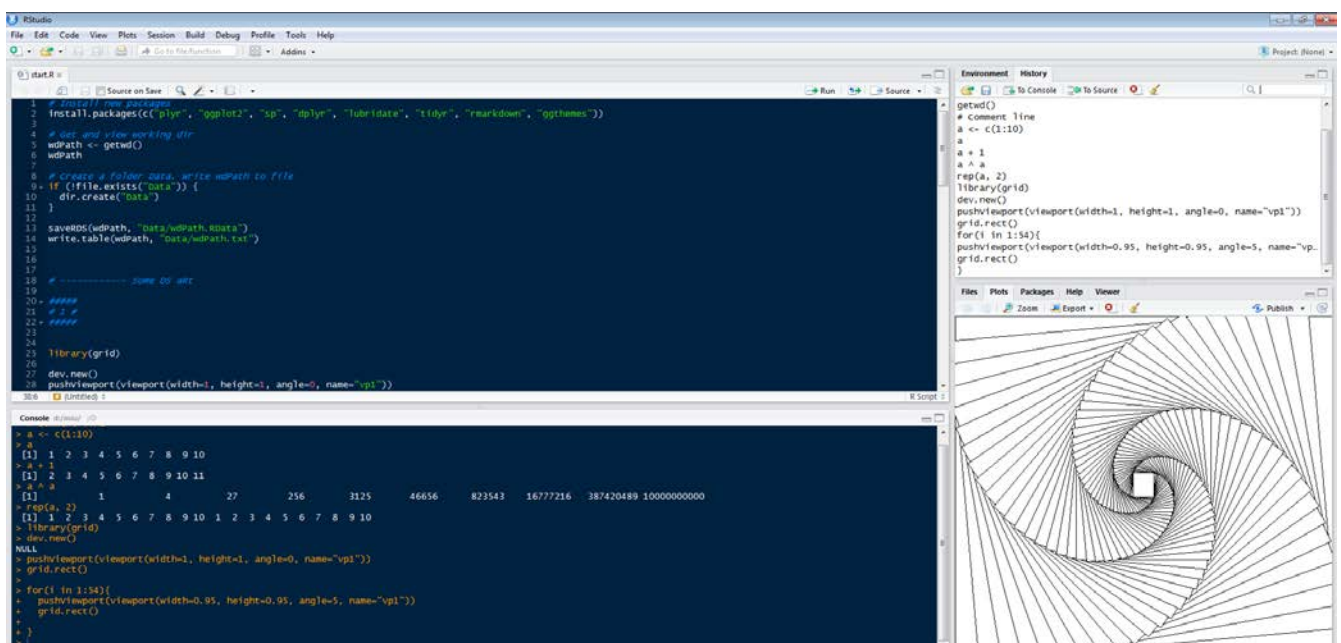 RStudio
File Edit Code View Plots Session Build Debug Profile Tools Help
Go to file/function Addins
Project: (None)
start.R
Source on Save
Run Source
1 # Install new packages
2 install.packages(c("plyr", "ggplot2", "sp", "dplyr", "lubridate", "tidyr", "rmarkdown", "ggthemes"))
3
4 # Get and view working dir
5 wdPath <- getwd()
6 wdPath
7
8 # Create a folder Data, write wdPath to file
9 if (!file.exists("Data")) {
10 dir.create("Data")
11 }
12
13 saveRDS(wdPath, "Data/wdPath.RData")
14 write.table(wdPath, "Data/wdPath.txt")
15
16
17
18 # ------------ SOME DS ART
19
20 #####
21 # 1 #
22 #####
23
24
25 library(grid)
26
27 dev.new()
28 pushViewport(viewport(width=1, height=1, angle=0, name="vp1"))
(Untitled)
R Script
Console
> a <- c(1:10)
> a
[1] 1 2 3 4 5 6 7 8 9 10
> a + 1
[1] 2 3 4 5 6 7 8 9 10 11
> a ^ a
[1] 1 4 27 256 3125 46656 823543 16777216 387420489 10000000000
> rep(a, 2)
[1] 1 2 3 4 5 6 7 8 9 10 1 2 3 4 5 6 7 8 9 10
> library(grid)
> dev.new()
NULL
> pushViewport(viewport(width=1, height=1, angle=0, name="vp1"))
> grid.rect()
>
> for(i in 1:54){
+ pushViewport(viewport(width=0.95, height=0.95, angle=5, name="vp1"))
+ grid.rect()
+
+ }
>
Environment History
To Console To Source
getwd()
# comment line
a <- c(1:10)
a
a + 1
a ^ a
rep(a, 2)
library(grid)
dev.new()
pushViewport(viewport(width=1, height=1, angle=0, name="vp1"))
grid.rect()
for(i in 1:54){
pushViewport(viewport(width=0.95, height=0.95, angle=5, name="vp…
grid.rect()
}
Files Plots Packages Help Viewer
Zoom Export Publish